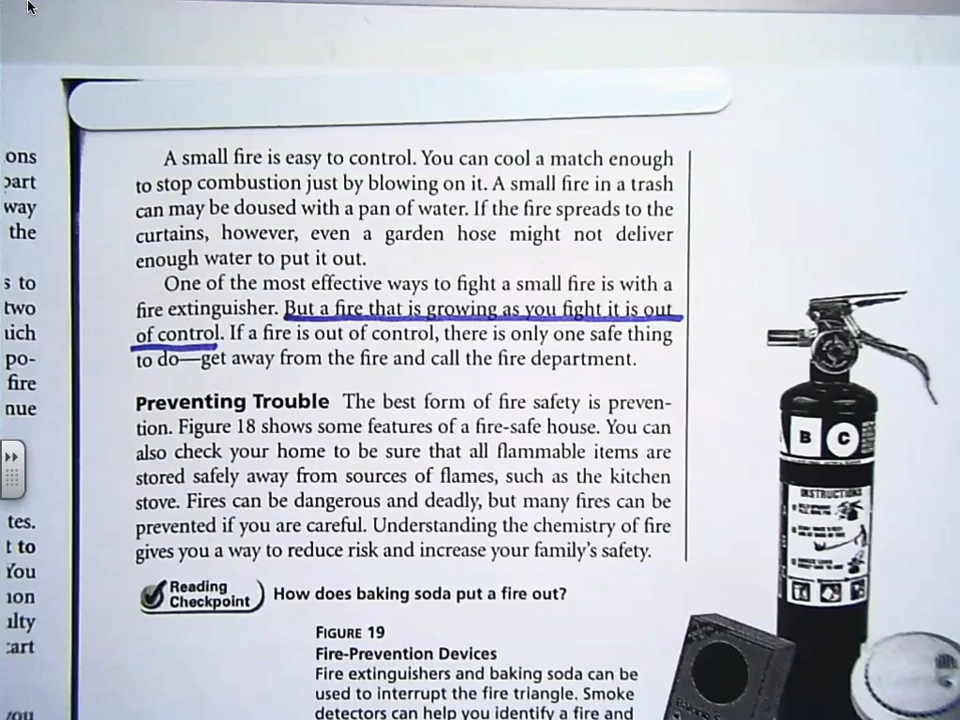 ons
part
way
the
s to
two
uich
po-
fire
nue
tes.
t to
You
ion
ulty
tart
you
A small fire is easy to control. You can cool a match enough
to stop combustion just by blowing on it. A small fire in a trash
can may be doused with a pan of water. If the fire spreads to the
curtains, however, even a garden hose might not deliver
enough water to put it out.
One of the most effective ways to fight a small fire is with a
fire extinguisher. But a fire that is growing as you fight it is out
of control. If a fire is out of control, there is only one safe thing
to do—get away from the fire and call the fire department.
Preventing Trouble The best form of fire safety is preven-
tion. Figure 18 shows some features of a fire-safe house. You can
also check your home to be sure that all flammable items are
stored safely away from sources of flames, such as the kitchen
stove. Fires can be dangerous and deadly, but many fires can be
prevented if you are careful. Understanding the chemistry of fire
gives you a way to reduce risk and increase your family's safety.
Reading
Checkpoint
How does baking soda put a fire out?
FIGURE 19
Fire-Prevention Devices
Fire extinguishers and baking soda can be
used to interrupt the fire triangle. Smoke
detectors can help you identify a fire and
B C
INSTRUCTIONS